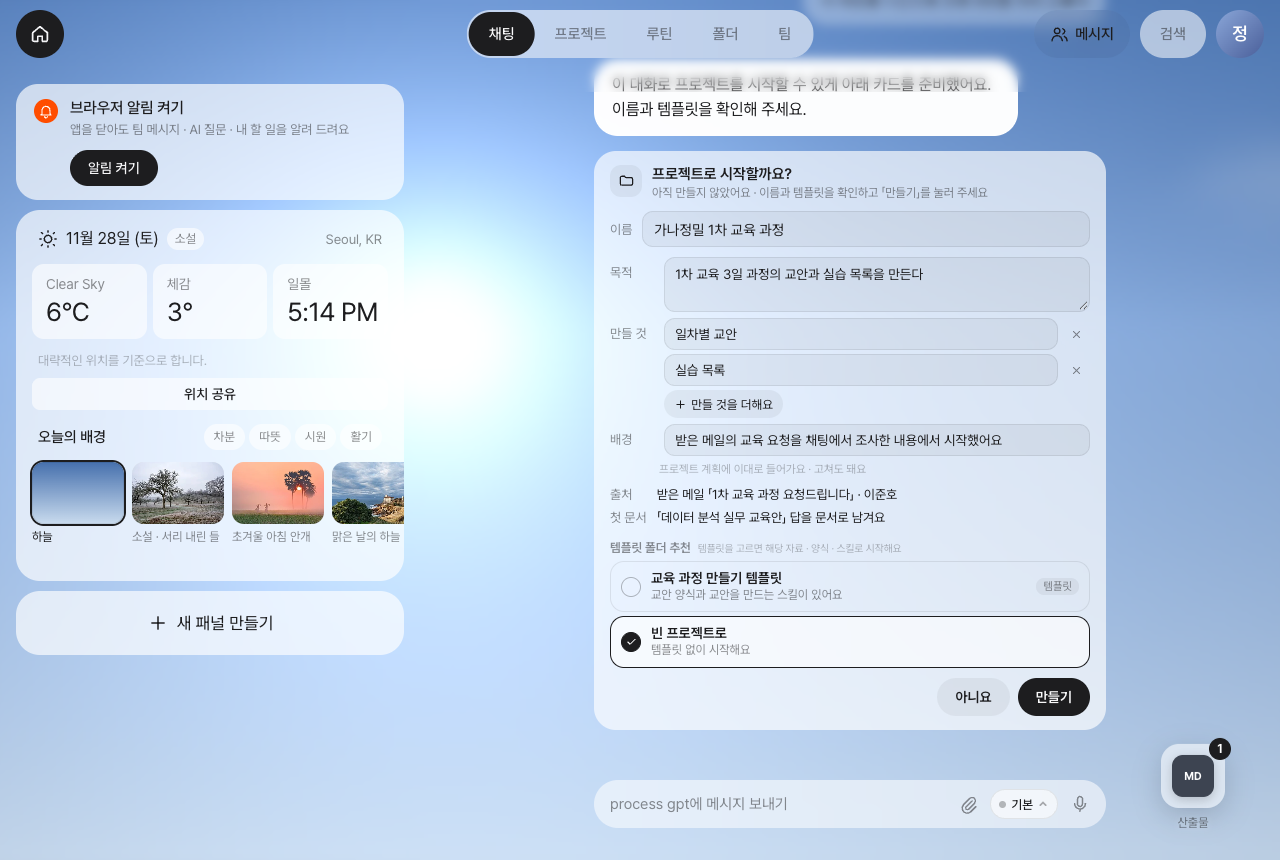 채팅
프로젝트
루틴
폴더
팀
메시지
검색
정
브라우저 알림 켜기
앱을 닫아도 팀 메시지 · AI 질문 · 내 할 일을 알려 드려요
알림 켜기
11월 28일 (토)
소설
Seoul, KR
Clear Sky
6°C
체감
3°
일몰
5:14 PM
대략적인 위치를 기준으로 합니다.
위치 공유
오늘의 배경
차분
따뜻
시원
활기
하늘
소설 · 서리 내린 들
초겨울 아침 안개
맑은 날의 하늘
새 패널 만들기
이 대화로 프로젝트를 시작할 수 있게 아래 카드를 준비했어요.
이름과 템플릿을 확인해 주세요.
프로젝트로 시작할까요?
아직 만들지 않았어요 · 이름과 템플릿을 확인하고 「만들기」를 눌러 주세요
이름
가나정밀 1차 교육 과정
목적
1차 교육 3일 과정의 교안과 실습 목록을 만든다
만들 것
일차별 교안
×
실습 목록
×
+ 만들 것을 더해요
배경
받은 메일의 교육 요청을 채팅에서 조사한 내용에서 시작했어요
프로젝트 계획에 이대로 들어가요 · 고쳐도 돼요
출처
받은 메일 「1차 교육 과정 요청드립니다」 · 이준호
첫 문서
「데이터 분석 실무 교육안」 답을 문서로 남겨요
템플릿 폴더 추천
템플릿을 고르면 해당 자료 · 양식 · 스킬로 시작해요
교육 과정 만들기 템플릿
교안 양식과 교안을 만드는 스킬이 있어요
템플릿
빈 프로젝트로
템플릿 없이 시작해요
아니요
만들기
process gpt에 메시지 보내기
기본
1
MD
산출물